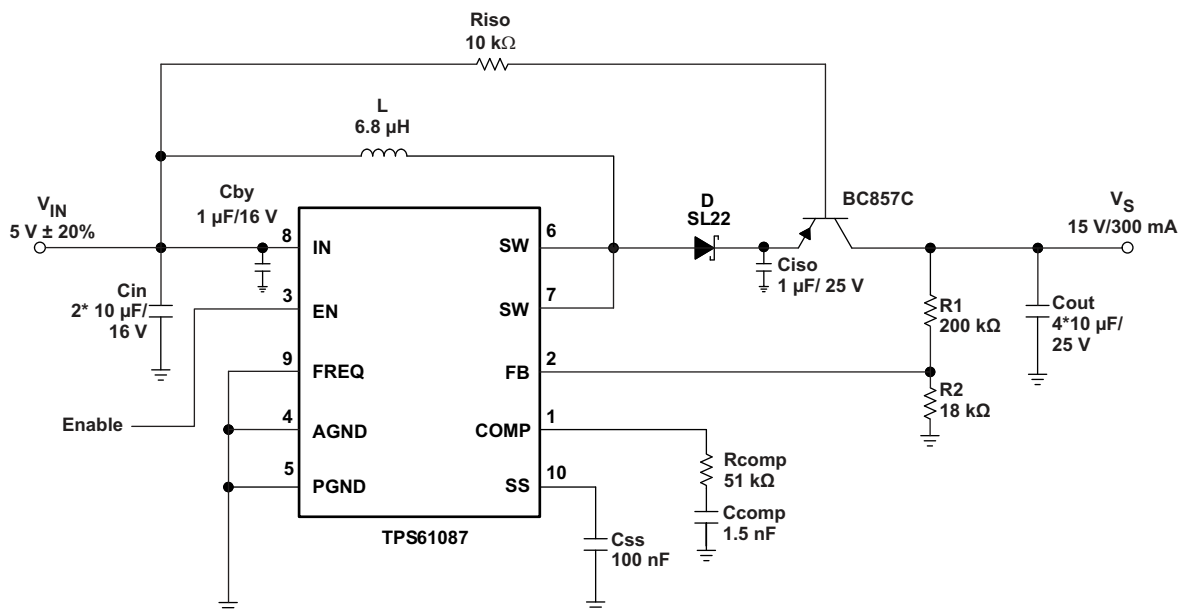 Riso
10 kΩ
L
6.8 µH
Cby
1 µF/16 V
VIN
5 V ± 20%
Cin
2* 10 µF/
16 V
Enable
8
IN
3
EN
9
FREQ
4
AGND
5
PGND
6
SW
7
SW
2
FB
1
COMP
10
SS
TPS61087
D
SL22
BC857C
Ciso
1 µF/ 25 V
VS
15 V/300 mA
R1
200 kΩ
Cout
4*10 µF/
25 V
R2
18 kΩ
Rcomp
51 kΩ
Ccomp
1.5 nF
Css
100 nF